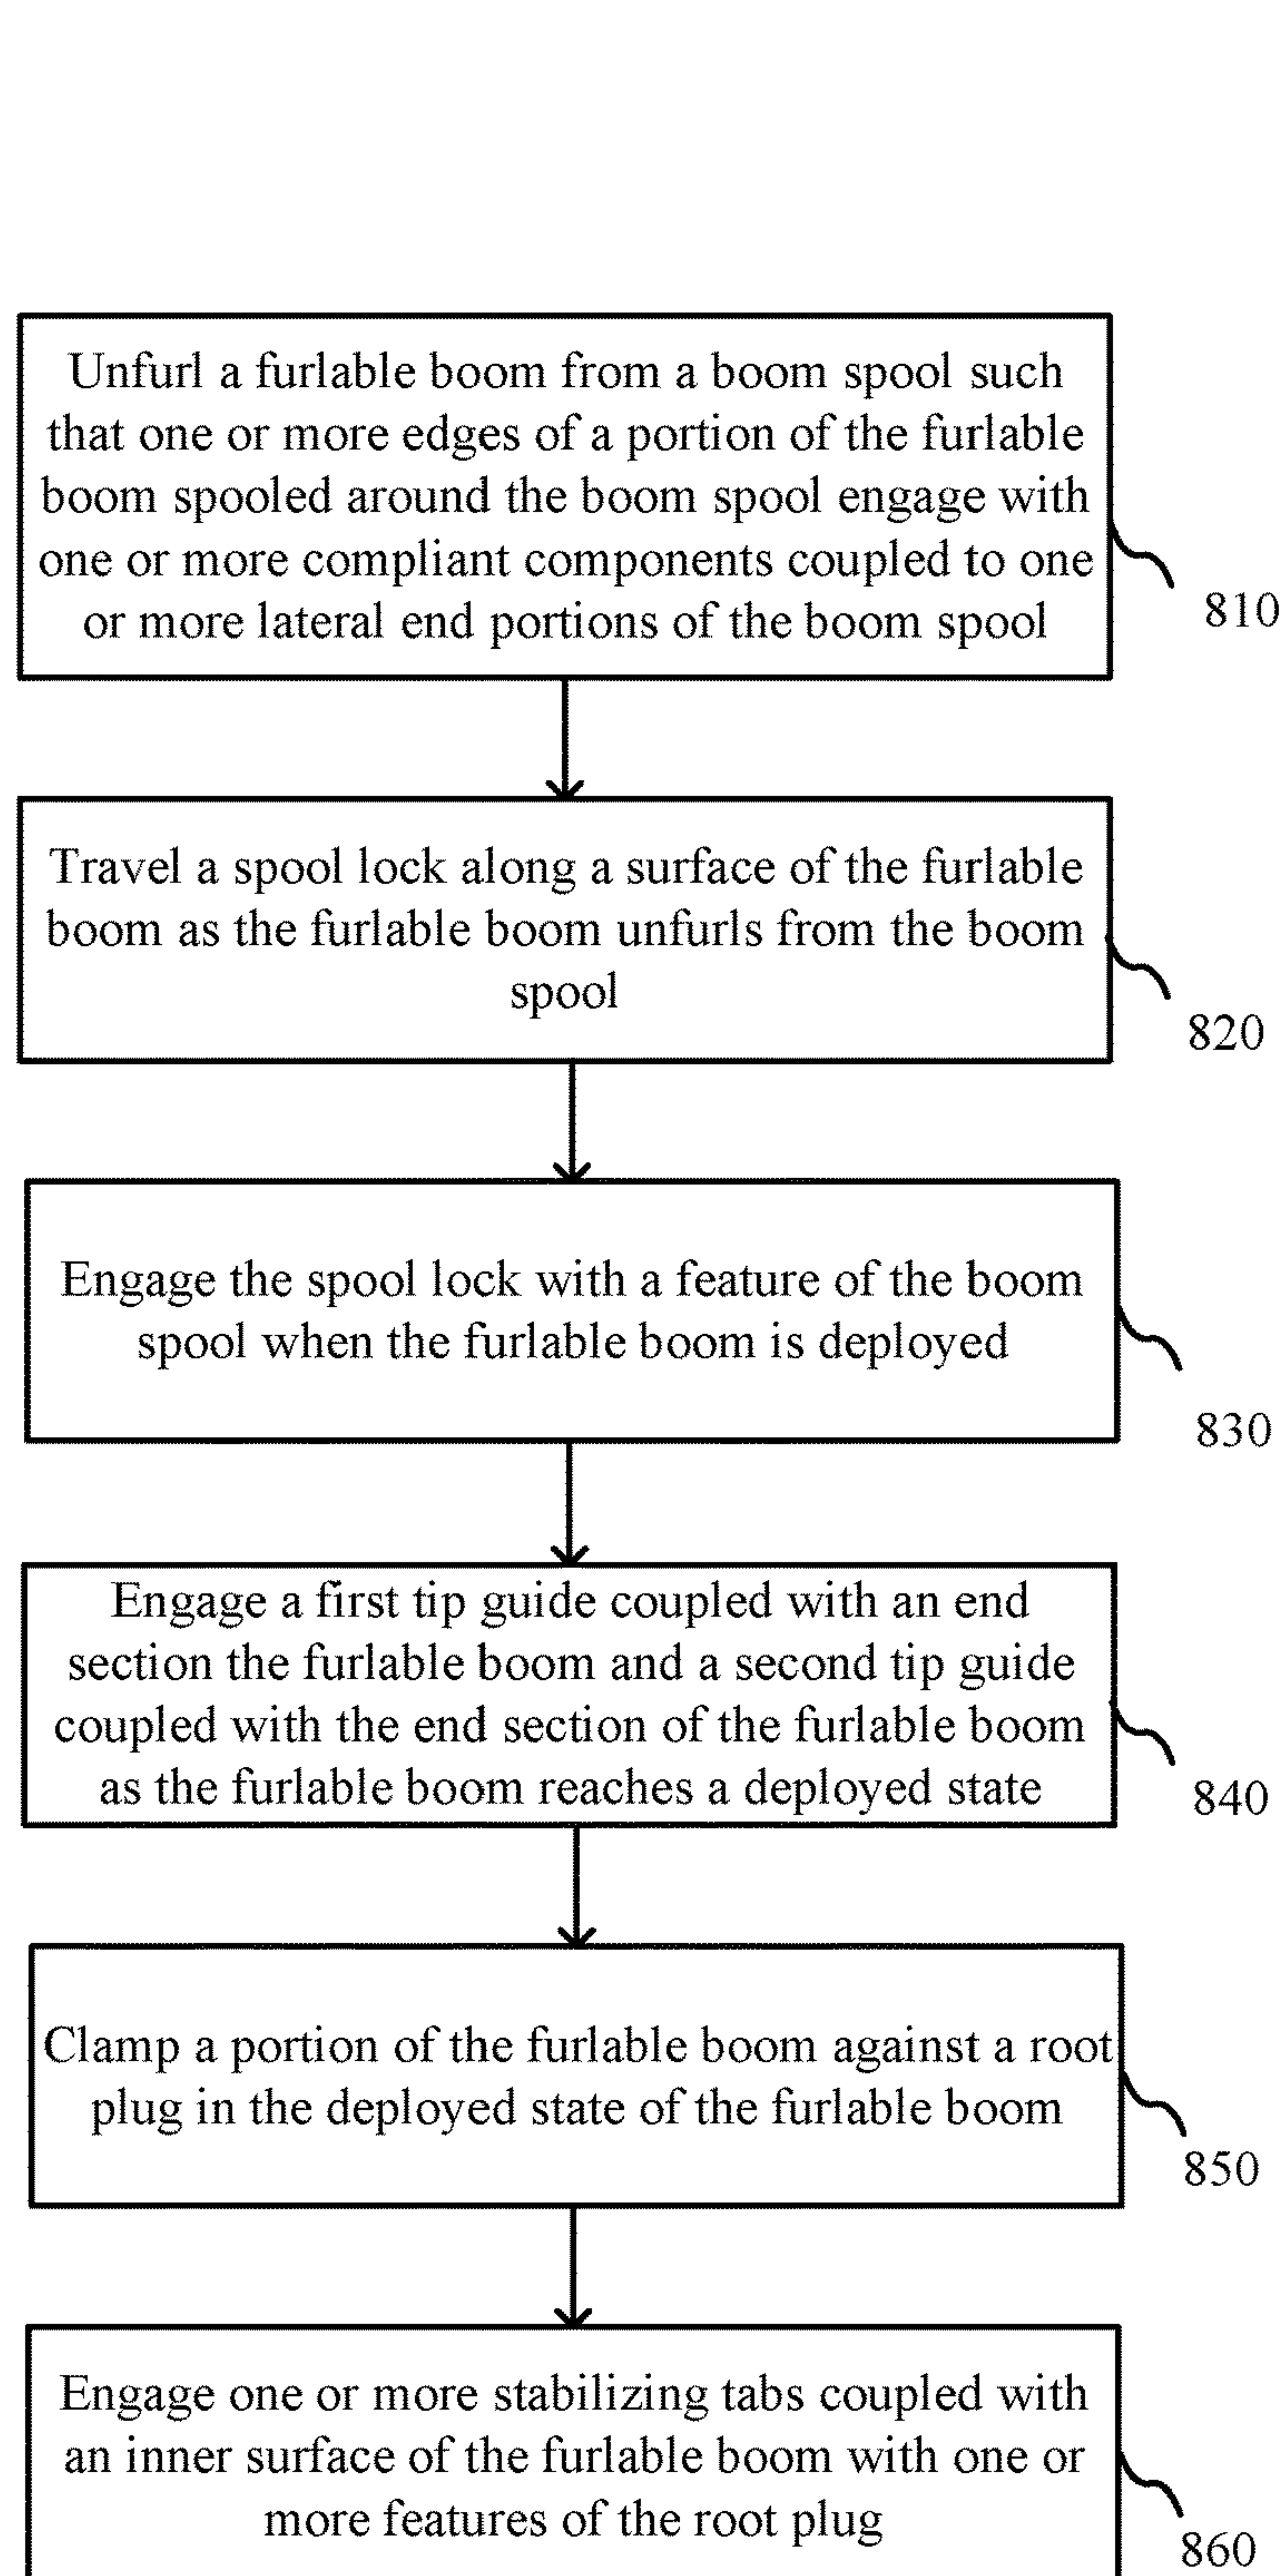 Unfurl a furlable boom from a boom spool such
that one or more edges of a portion of the furlable
boom spooled around the boom spool engage with
one or more compliant components coupled to one
or more lateral end portions of the boom spool
810
Travel a spool lock along a surface of the furlable
boom as the furlable boom unfurls from the boom
spool
820
Engage the spool lock with a feature of the boom
spool when the furlable boom is deployed
830
Engage a first tip guide coupled with an end
section the furlable boom and a second tip guide
coupled with the end section of the furlable boom
as the furlable boom reaches a deployed state
840
Clamp a portion of the furlable boom against a root
plug in the deployed state of the furlable boom
850
Engage one or more stabilizing tabs coupled with
an inner surface of the furlable boom with one or
more features of the root plug
860